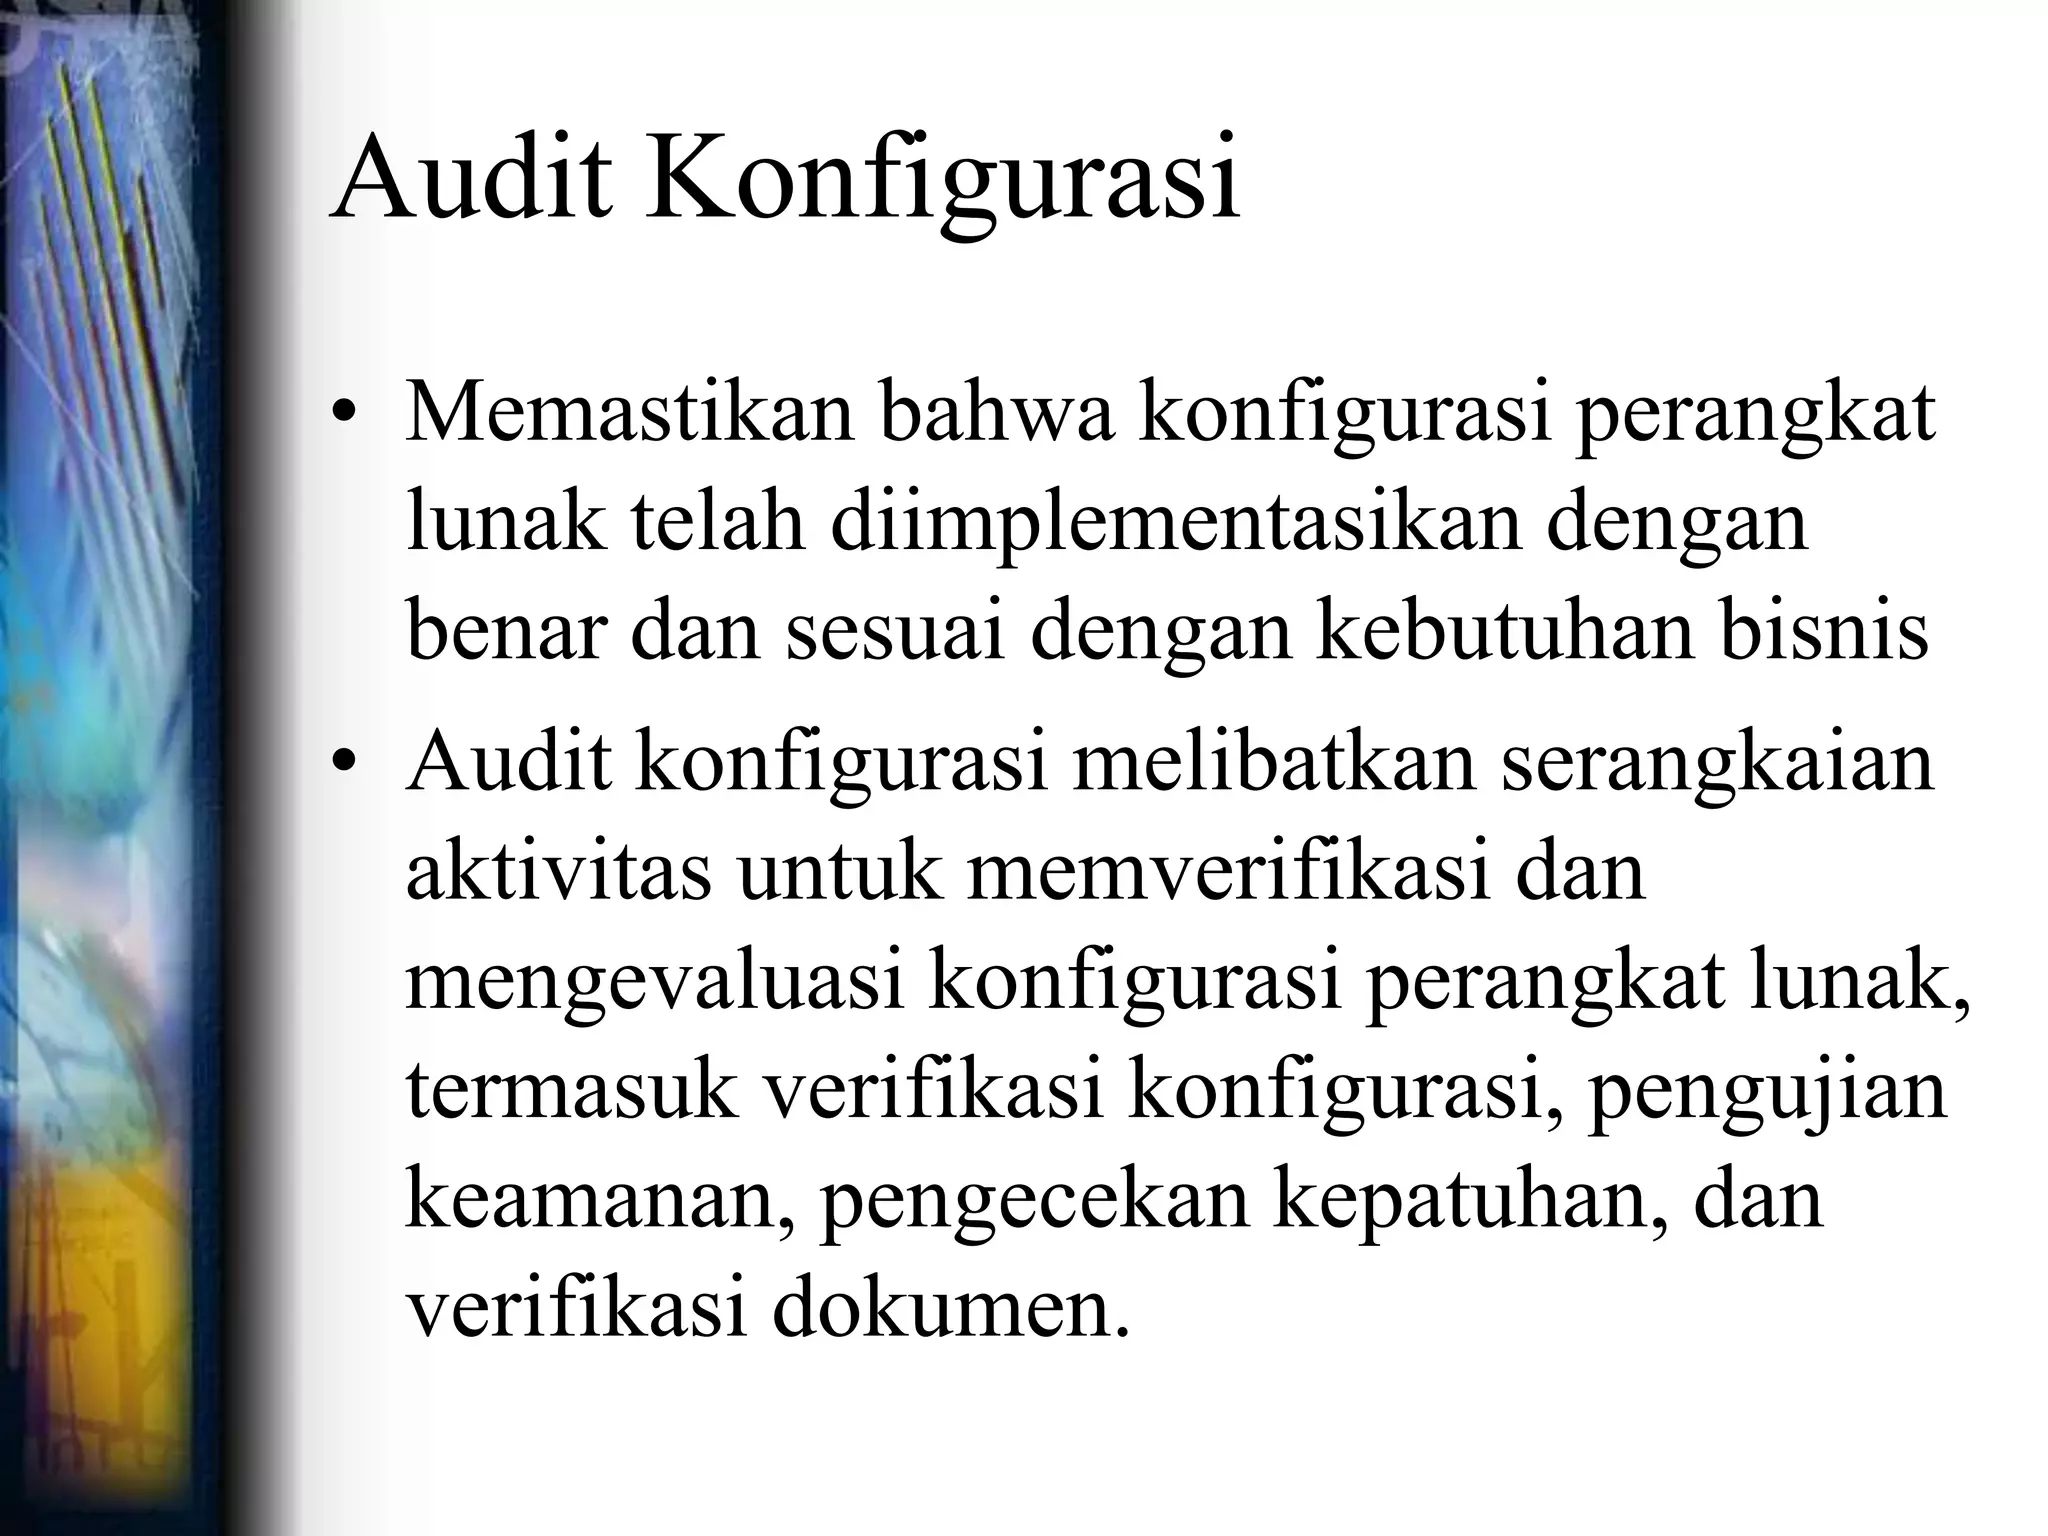 Audit Konfigurasi
• Memastikan bahwa konfigurasi perangkat
lunak telah diimplementasikan dengan
benar dan sesuai dengan kebutuhan bisnis
• Audit konfigurasi melibatkan serangkaian
aktivitas untuk memverifikasi dan
mengevaluasi konfigurasi perangkat lunak,
termasuk verifikasi konfigurasi, pengujian
keamanan, pengecekan kepatuhan, dan
verifikasi dokumen.